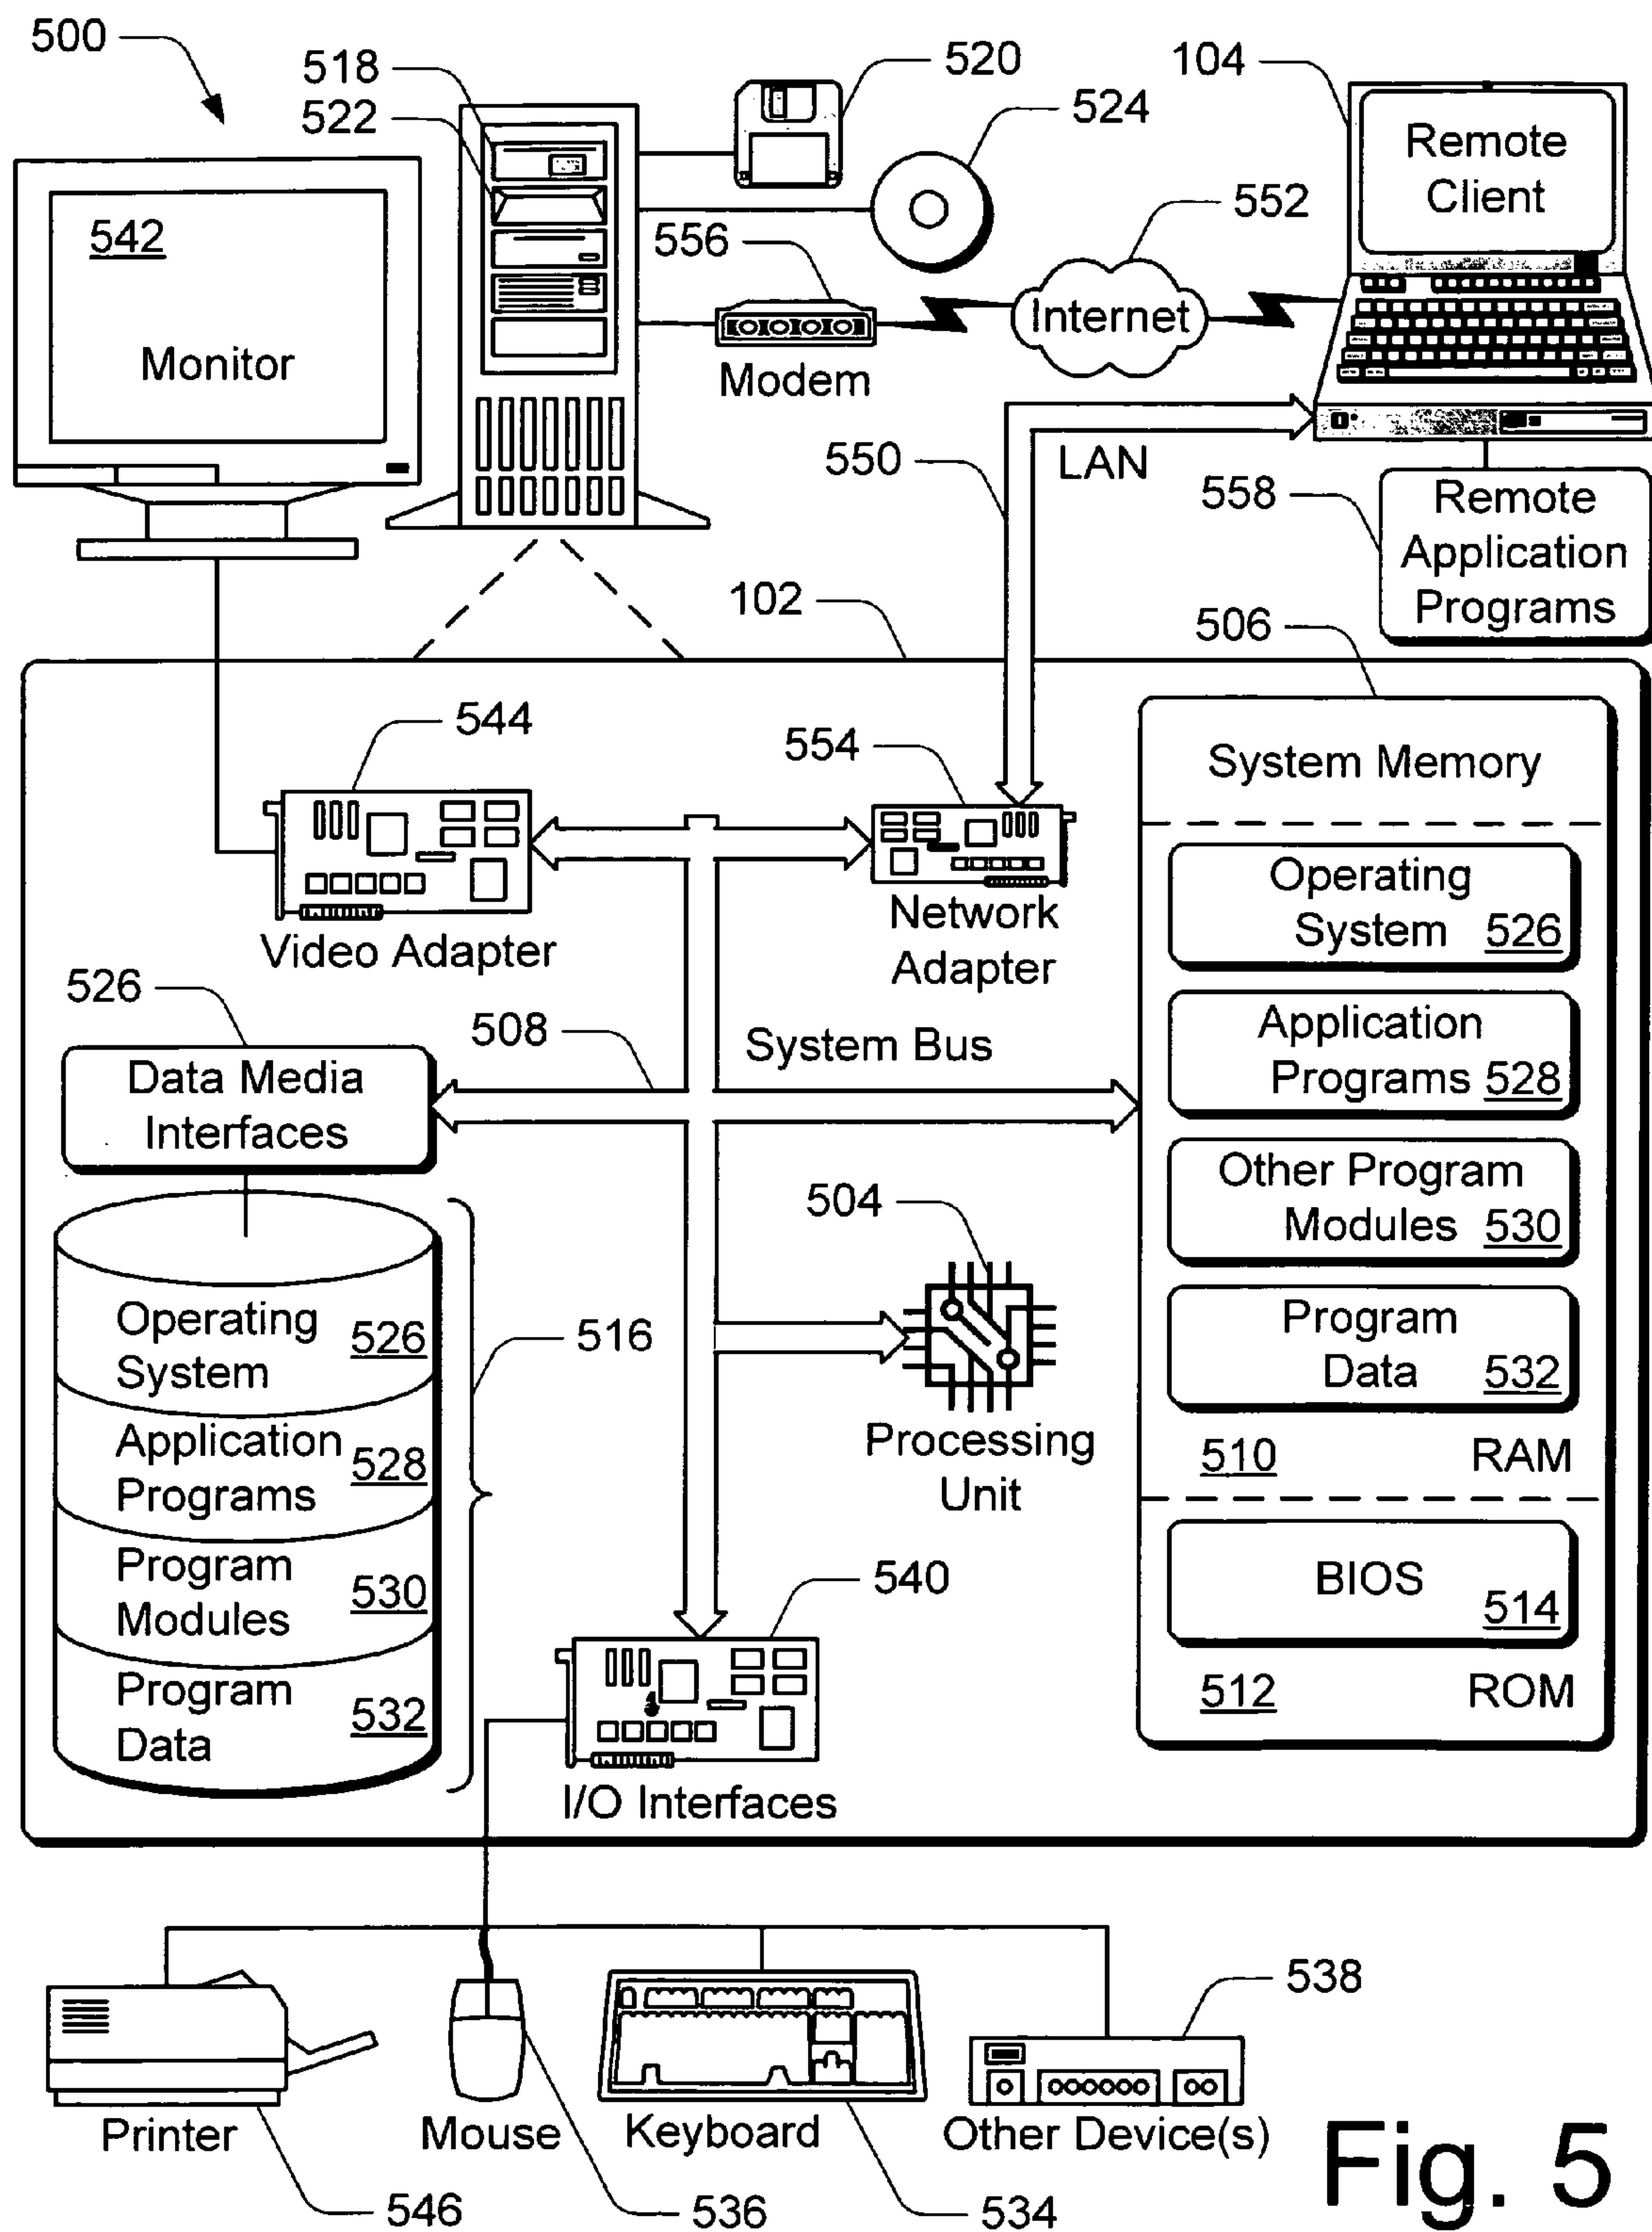 500
518
522
520
524
104
Remote
Client
542
Monitor
556
Modem
552
Internet
550
LAN
558
Remote
Application
Programs
102
506
544
Video Adapter
554
Network
Adapter
System Memory
Operating
System 526
Application
Programs 528
Other Program
Modules 530
Program
Data 532
510 RAM
BIOS
514
512 ROM
526
Data Media
Interfaces
508
System Bus
504
Processing
Unit
Operating
System 526
Application
Programs 528
Program
Modules 530
Program
Data 532
516
540
I/O Interfaces
Printer
546
Mouse
536
Keyboard
534
538
Other Device(s)
Fig. 5